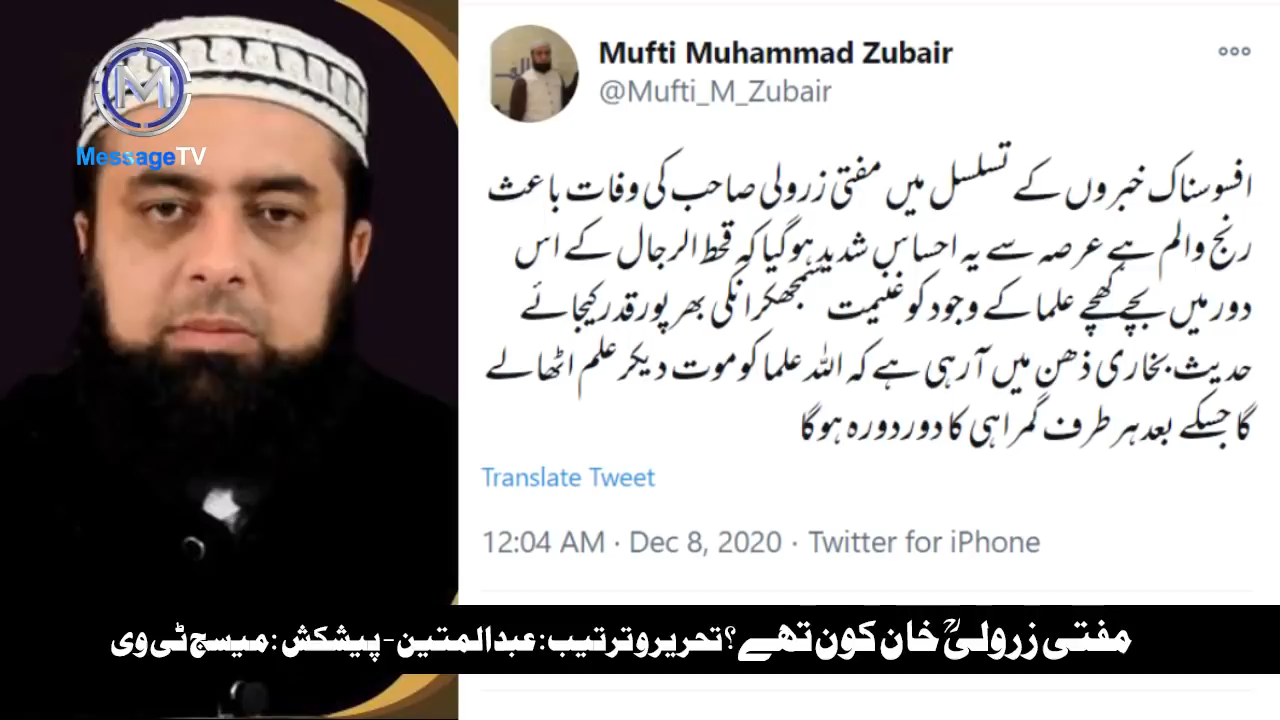 MessageTV
Mufti Muhammad Zubair
@Mufti_M_Zubair
افسوسناک خبروں کے تسلسل میں مفتی زرولی صاحب کی وفات باعث
رنج والم ہے عرصہ سے یہ احساس شدید ہوگیا کہ قحط الرجال کے اس
دور میں بچے کھچے علما کے وجود کو غنیمت سمجھکر انکی بھر پور قدر کیجائے
حدیث بخاری ذھن میں آرہی ہے کہ اللہ علما کو موت دیکر علم اٹھالے
گا جسکے بعد ہر طرف گمراہی کا دور دورہ ہوگا
Translate Tweet
12:04 AM · Dec 8, 2020 · Twitter for iPhone
مفتی زرولیؒ خان کون تھے؟ تحریر و ترتیب: عبدالمتین - پیشکش: میسج ٹی وی